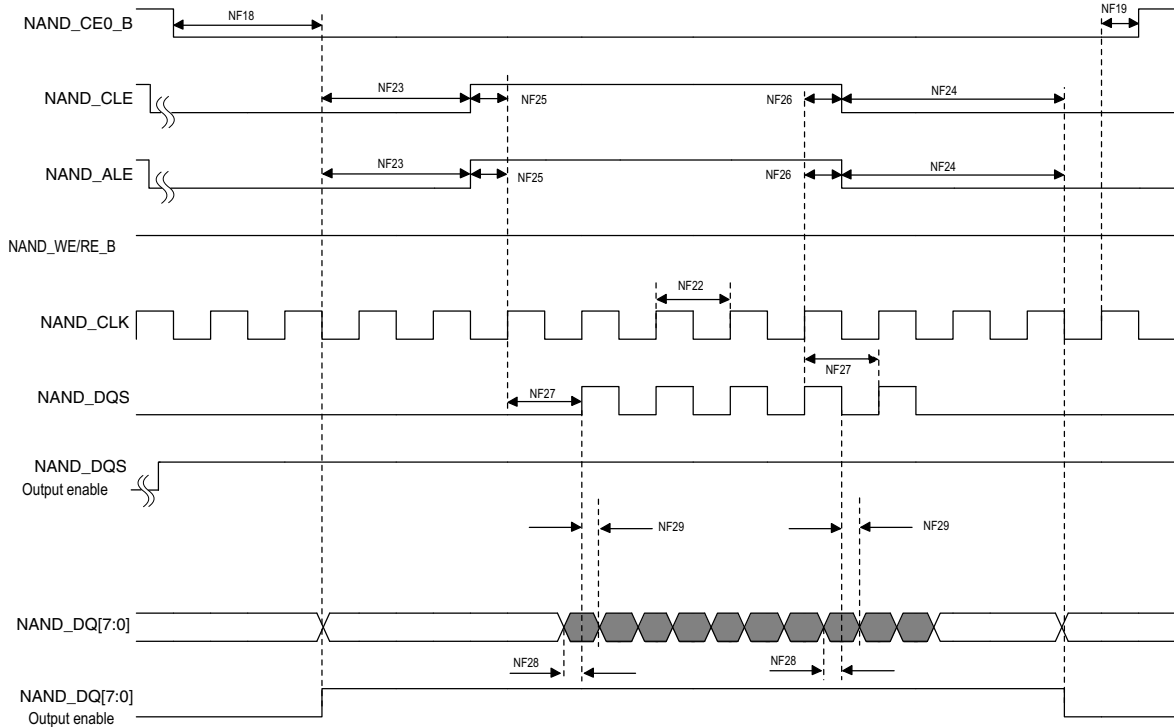 NF18
NF19
NAND_CE0_B
NF23
NF25
NF26
NF24
NAND_CLE
NF23
NF25
NF26
NF24
NAND_ALE
NAND_WE/RE_B
NF22
NAND_CLK
NF27
NF27
NAND_DQS
NAND_DQS
Output enable
NF29
NF29
NAND_DQ[7:0]
NF28
NF28
NAND_DQ[7:0]
Output enable